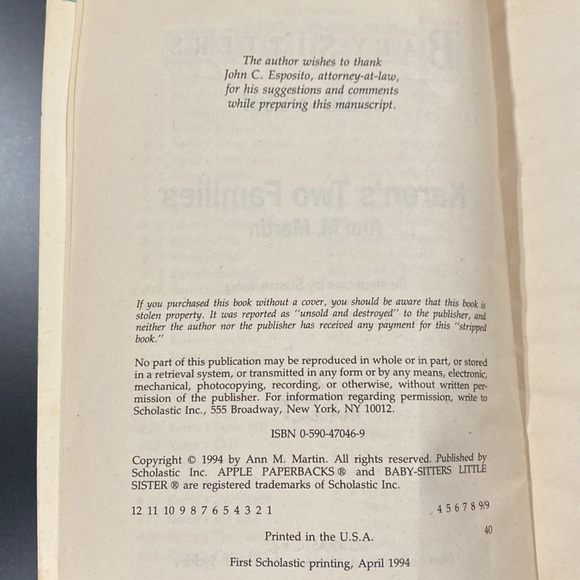 The author wishes to thank
John C. Esposito, attorney-at-law,
for his suggestions and comments
while preparing this manuscript.
Karen's Two Families
Ann M. Martin
If you purchased this book without a cover, you should be aware that this book is
stolen property. It was reported as "unsold and destroyed" to the publisher, and
neither the author nor the publisher has received any payment for this "stripped
book."
No part of this publication may be reproduced in whole or in part, or stored
in a retrieval system, or transmitted in any form or by any means, electronic,
mechanical, photocopying, recording, or otherwise, without written per-
mission of the publisher. For information regarding permission, write to
Scholastic Inc., 555 Broadway, New York, NY 10012.
ISBN 0-590-47046-9
Copyright © 1994 by Ann M. Martin. All rights reserved. Published by
Scholastic Inc. APPLE PAPERBACKS ® and BABY-SITTERS LITTLE
SISTER ® are registered trademarks of Scholastic Inc.
12 11 10 9 8 7 6 5 4 3 2 1 4 5 6 7 8 9/9
Printed in the U.S.A. 40
First Scholastic printing, April 1994